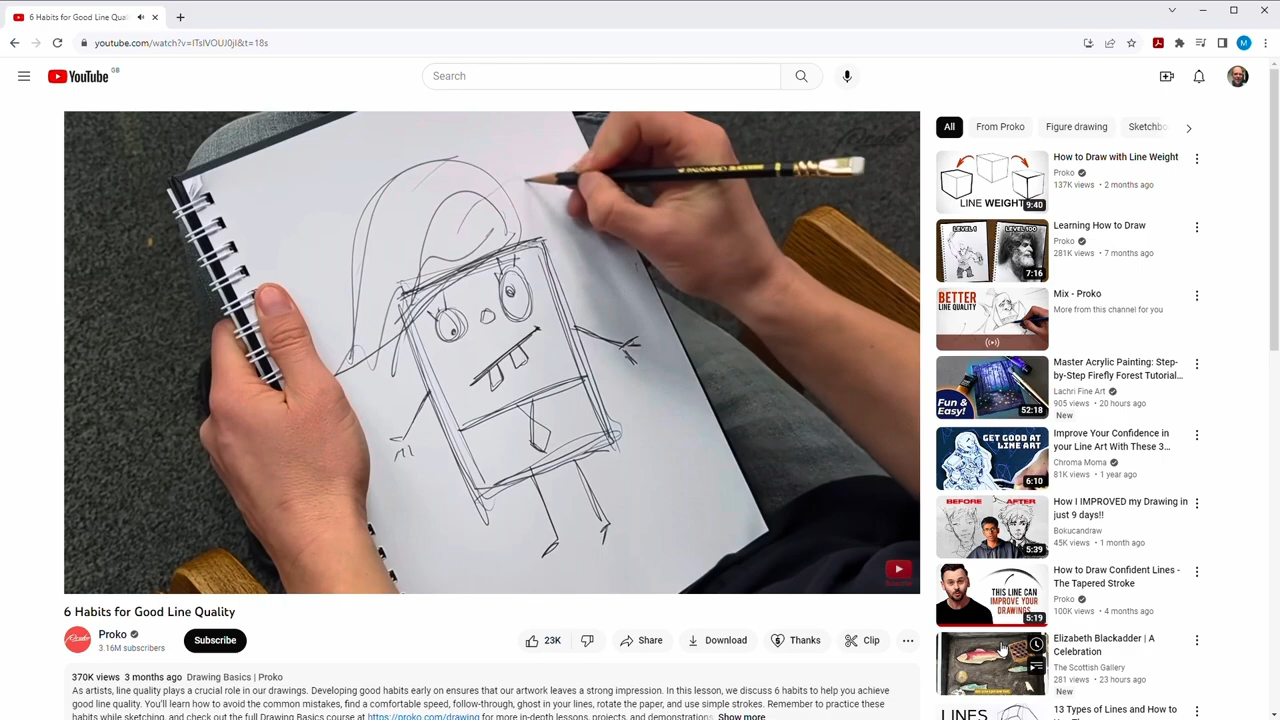 6 Habits for Good Line Qual
youtube.com/watch?v=ITsIVOUJ0jI&t=18s
M
YouTube GB
Search
All
From Proko
Figure drawing
Sketchbo
LINE WEIGHT
9:40
How to Draw with Line Weight
Proko
137K views • 2 months ago
LEVEL 1
LEVEL 100
7:16
Learning How to Draw
Proko
281K views • 7 months ago
BETTER
LINE QUALITY
Mix - Proko
More from this channel for you
Fun &
Easy!
52:18
Master Acrylic Painting: Step-
by-Step Firefly Forest Tutorial...
Lachri Fine Art
905 views • 20 hours ago
New
GET GOOD AT
LINE ART
6:10
Improve Your Confidence in
your Line Art With These 3...
Chroma Moma
81K views • 1 year ago
BEFORE
AFTER
5:39
How I IMPROVED my Drawing in
just 9 days!!
Bokucandraw
45K views • 1 month ago
THIS LINE CAN
IMPROVE YOUR
DRAWINGS
5:19
How to Draw Confident Lines -
The Tapered Stroke
Proko
100K views • 4 months ago
Elizabeth Blackadder | A
Celebration
The Scottish Gallery
281 views • 23 hours ago
New
LINES
13 Types of Lines and How to
6 Habits for Good Line Quality
Proko
3.16M subscribers
Subscribe
23K
Share
Download
Thanks
Clip
370K views 3 months ago Drawing Basics | Proko
As artists, line quality plays a crucial role in our drawings. Developing good habits early on ensures that our artwork leaves a strong impression. In this lesson, we discuss 6 habits to help you achieve
good line quality. You'll learn how to avoid the common mistakes, find a comfortable speed, follow-through, ghost in your lines, rotate the paper, and use simple strokes. Remember to practice these
habits while sketching, and check out the full Drawing Basics course at https://proko.com/drawing for more in-depth lessons, projects, and demonstrations. Show more